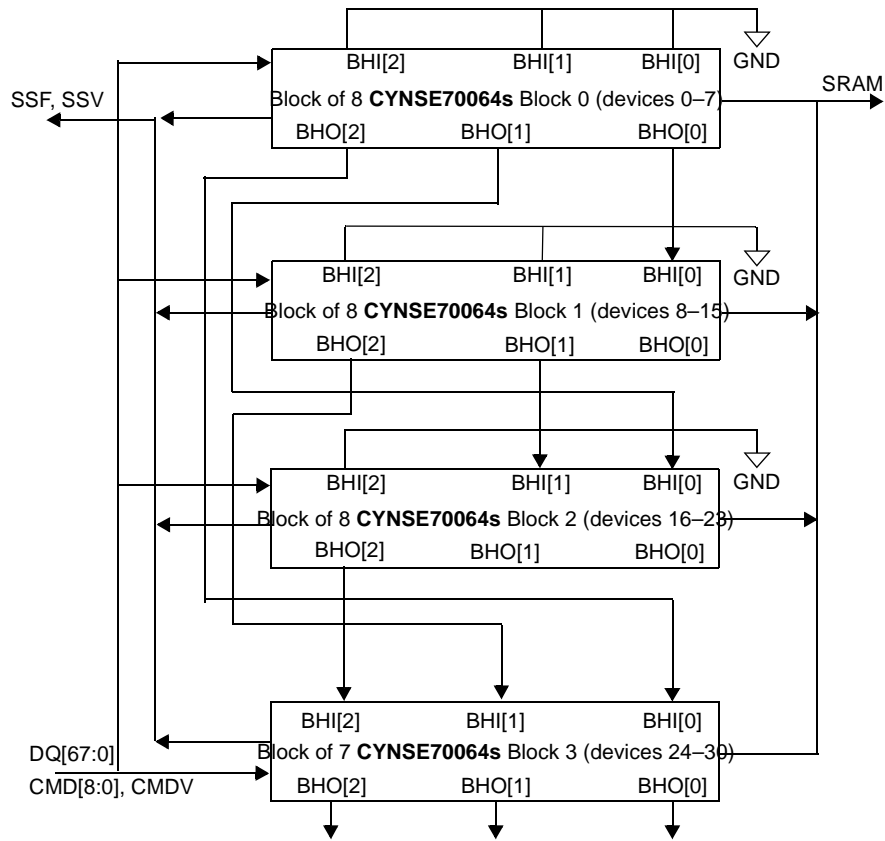 BHI[2] BHI[1] BHI[0] GND
SSF, SSV
SRAM
Block of 8 CYNSE70064s Block 0 (devices 0–7)
BHO[2] BHO[1] BHO[0]
BHI[2] BHI[1] BHI[0] GND
Block of 8 CYNSE70064s Block 1 (devices 8–15)
BHO[2] BHO[1] BHO[0]
BHI[2] BHI[1] BHI[0] GND
Block of 8 CYNSE70064s Block 2 (devices 16–23)
BHO[2] BHO[1] BHO[0]
BHI[2] BHI[1] BHI[0]
DQ[67:0]
Block of 7 CYNSE70064s Block 3 (devices 24–30)
CMD[8:0], CMDV
BHO[2] BHO[1] BHO[0]